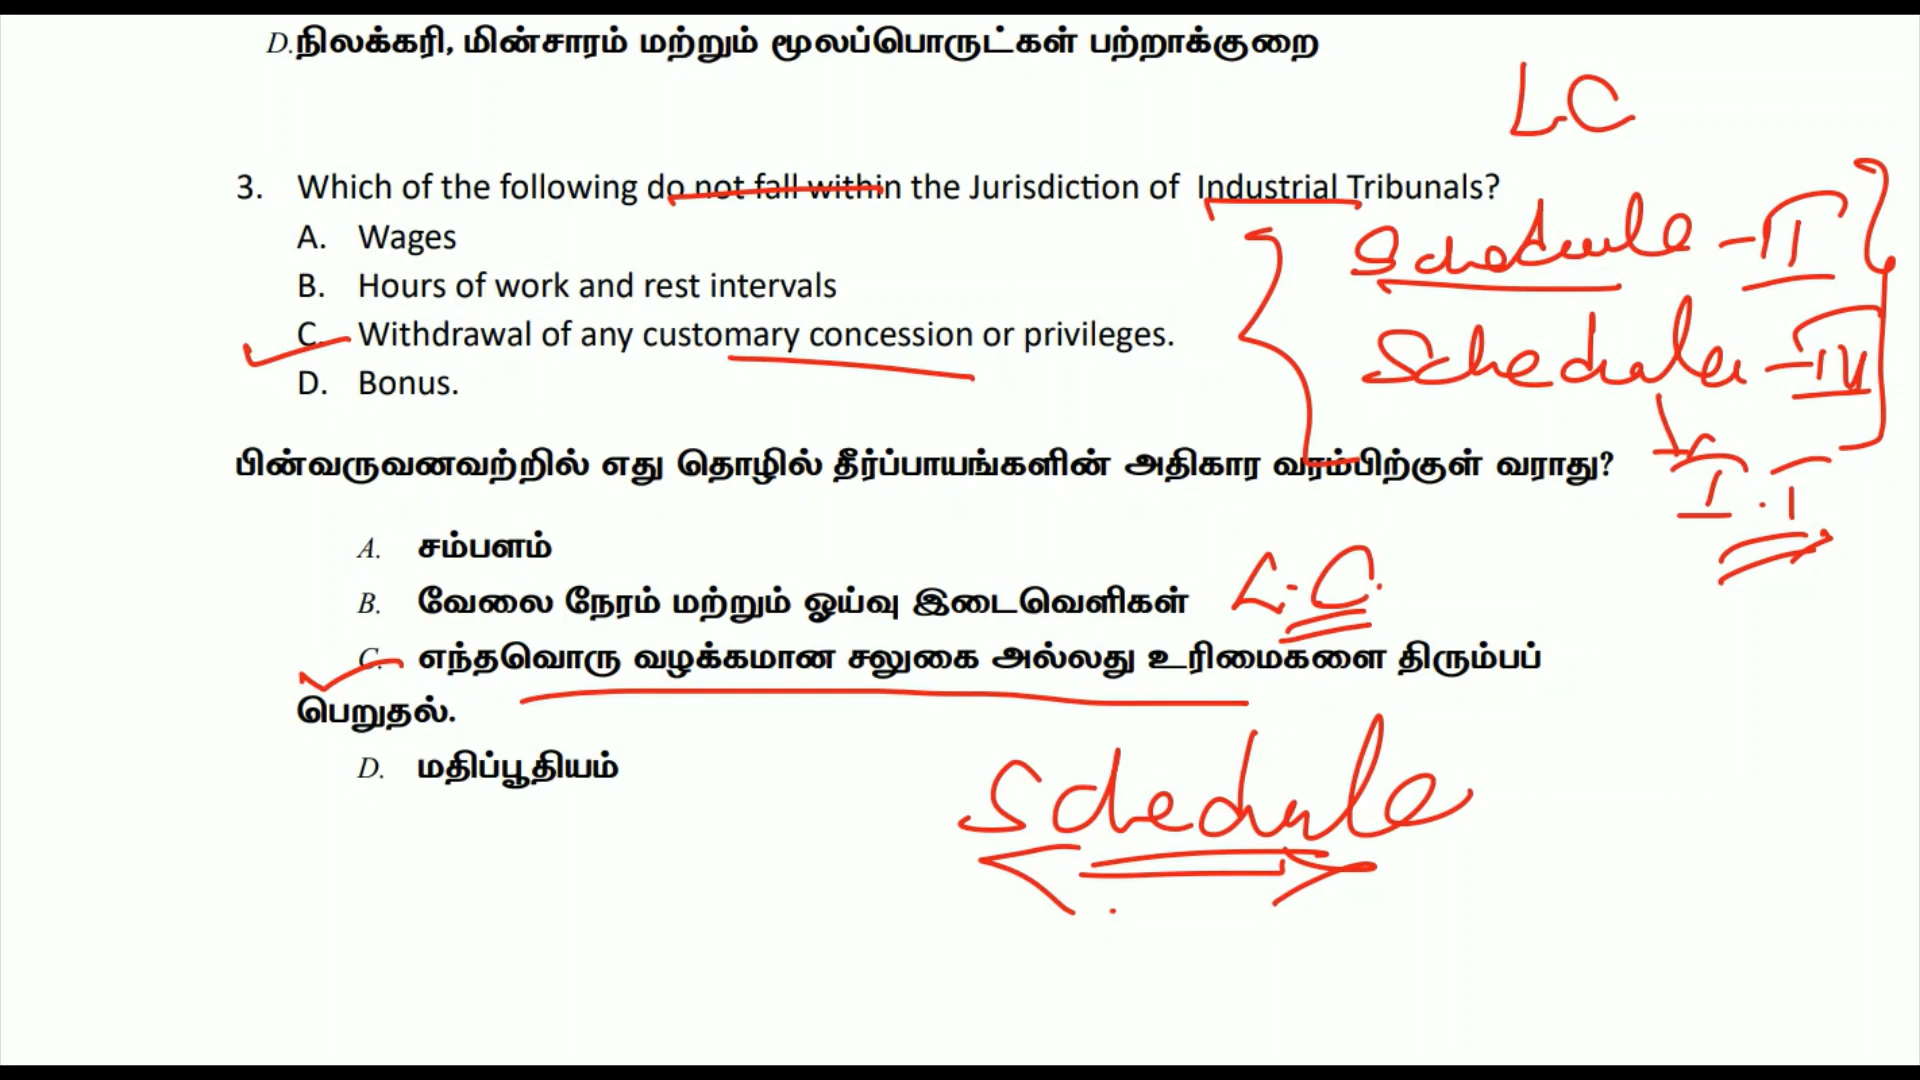 D.நிலக்கரி, மின்சாரம் மற்றும் மூலப்பொருட்கள் பற்றாக்குறை
LC
3. Which of the following do not fall within the Jurisdiction of Industrial Tribunals?
A. Wages
Schedule - II
B. Hours of work and rest intervals
C. Withdrawal of any customary concession or privileges.
Schedule - III
D. Bonus.
பின்வருவனவற்றில் எது தொழில் தீர்ப்பாயங்களின் அதிகார வரம்பிற்குள் வராது?
I.T
A. சம்பளம்
B. வேலை நேரம் மற்றும் ஓய்வு இடைவெளிகள்
L.C.
C. எந்தவொரு வழக்கமான சலுகை அல்லது உரிமைகளை திரும்பப்
பெறுதல்.
D. மதிப்பூதியம்
Schedule